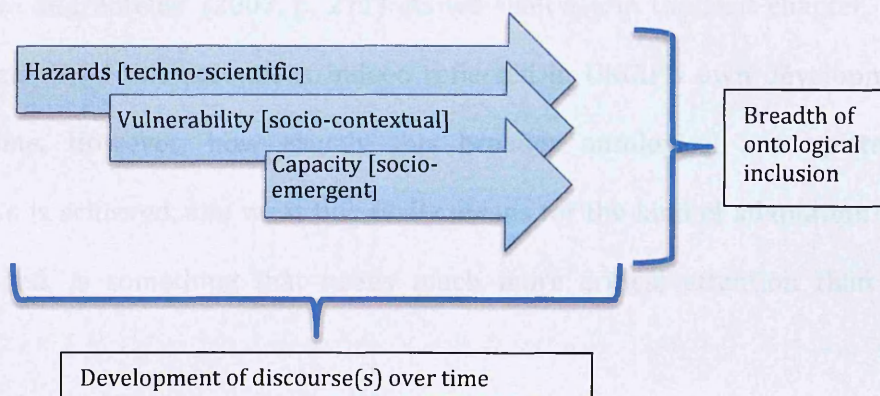 Hazards [techno-scientific]
Vulnerability [socio-contextual]
Capacity [socio-
emergent]
Breadth of
ontological
inclusion
Development of discourse(s) over time